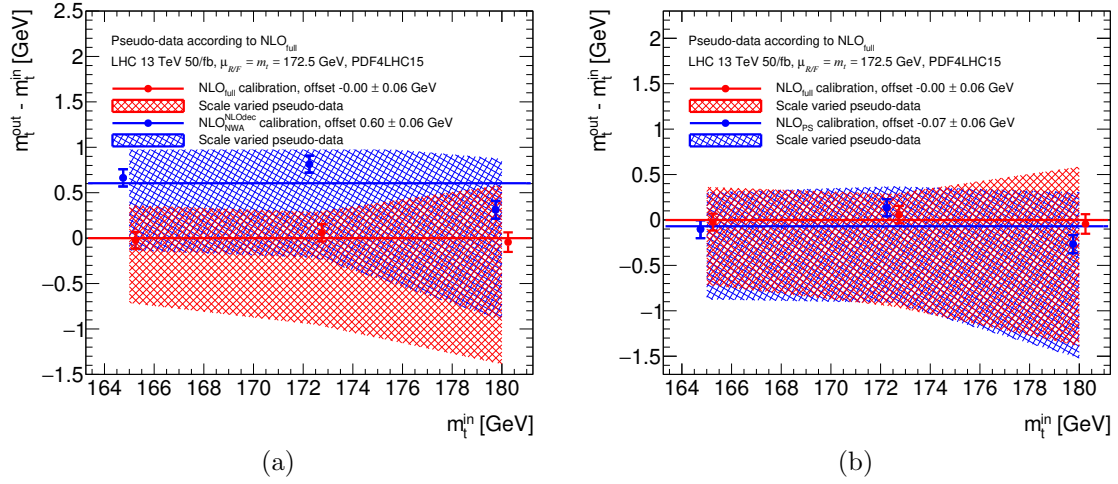 Pseudo-data according to NLO_full
LHC 13 TeV 50/fb, μ_R/F = m_t = 172.5 GeV, PDF4LHC15
NLO_full calibration, offset -0.00 ± 0.06 GeV
Scale varied pseudo-data
NLO_NWA^NLOdec calibration, offset 0.60 ± 0.06 GeV
Scale varied pseudo-data
m_t^out - m_t^in [GeV]
2.5
2
1.5
1
0.5
0
−0.5
−1
−1.5
164 166 168 170 172 174 176 178 180
m_t^in [GeV]
(a)
Pseudo-data according to NLO_full
LHC 13 TeV 50/fb, μ_R/F = m_t = 172.5 GeV, PDF4LHC15
NLO_full calibration, offset -0.00 ± 0.06 GeV
Scale varied pseudo-data
NLO_PS calibration, offset -0.07 ± 0.06 GeV
Scale varied pseudo-data
m_t^out - m_t^in [GeV]
3
2.5
2
1.5
1
0.5
0
−0.5
−1
−1.5
164 166 168 170 172 174 176 178 180
m_t^in [GeV]
(b)